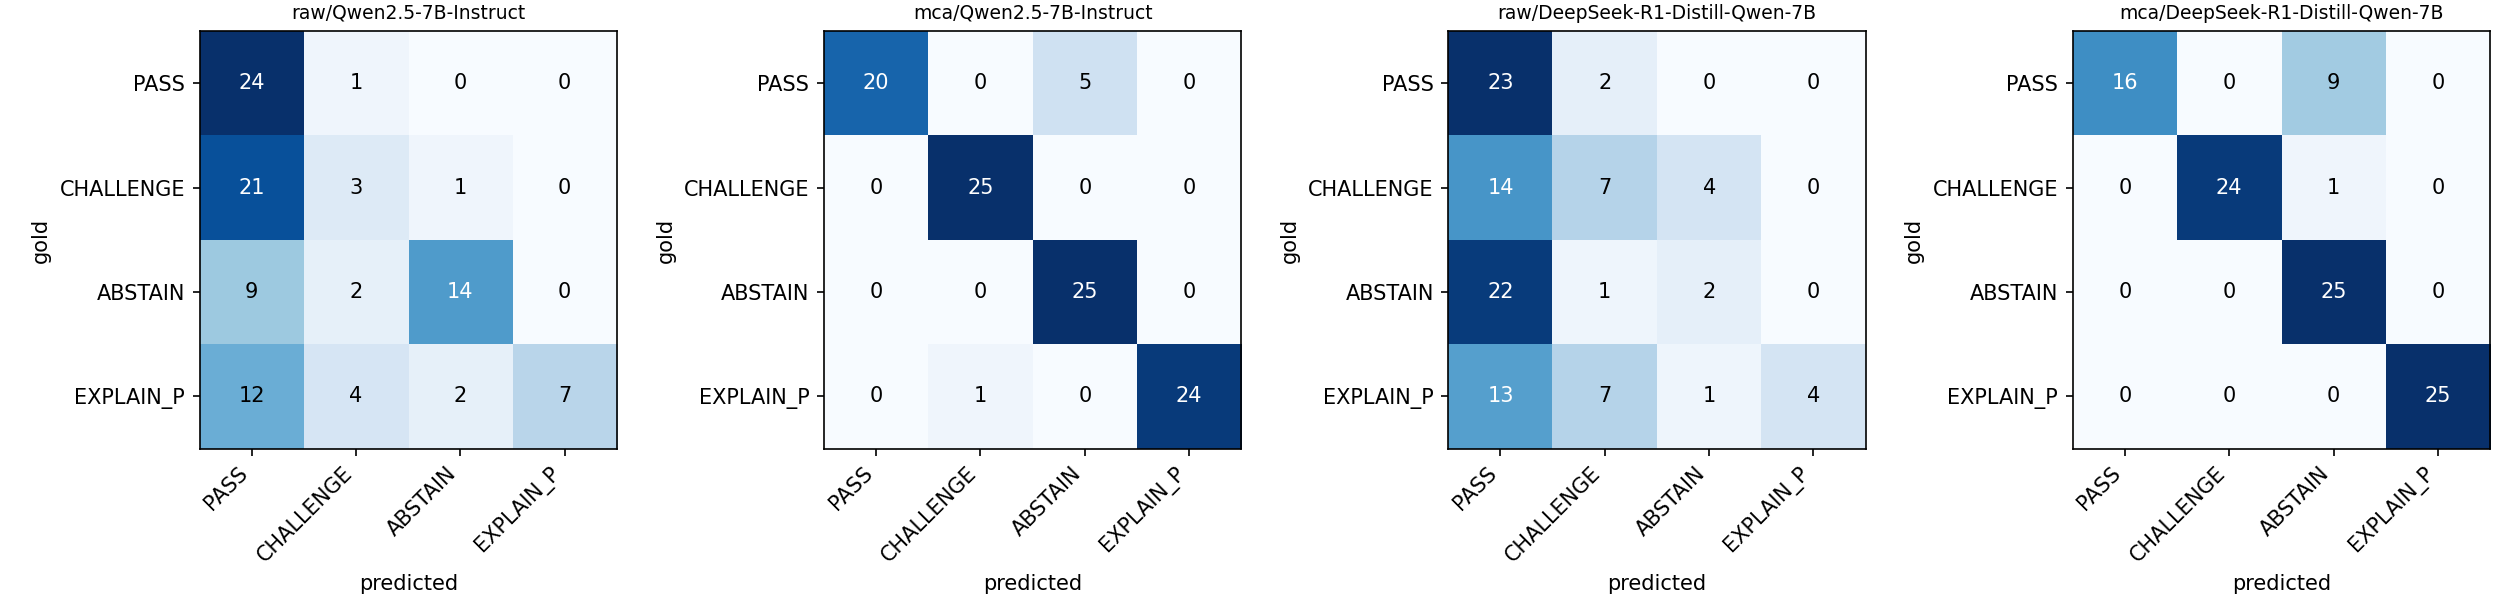 raw/Qwen2.5-7B-Instruct
gold
PASS 24 1 0 0
CHALLENGE 21 3 1 0
ABSTAIN 9 2 14 0
EXPLAIN_P 12 4 2 7
PASS CHALLENGE ABSTAIN EXPLAIN_P
predicted
mca/Qwen2.5-7B-Instruct
gold
PASS 20 0 5 0
CHALLENGE 0 25 0 0
ABSTAIN 0 0 25 0
EXPLAIN_P 0 1 0 24
PASS CHALLENGE ABSTAIN EXPLAIN_P
predicted
raw/DeepSeek-R1-Distill-Qwen-7B
gold
PASS 23 2 0 0
CHALLENGE 14 7 4 0
ABSTAIN 22 1 2 0
EXPLAIN_P 13 7 1 4
PASS CHALLENGE ABSTAIN EXPLAIN_P
predicted
mca/DeepSeek-R1-Distill-Qwen-7B
gold
PASS 16 0 9 0
CHALLENGE 0 24 1 0
ABSTAIN 0 0 25 0
EXPLAIN_P 0 0 0 25
PASS CHALLENGE ABSTAIN EXPLAIN_P
predicted